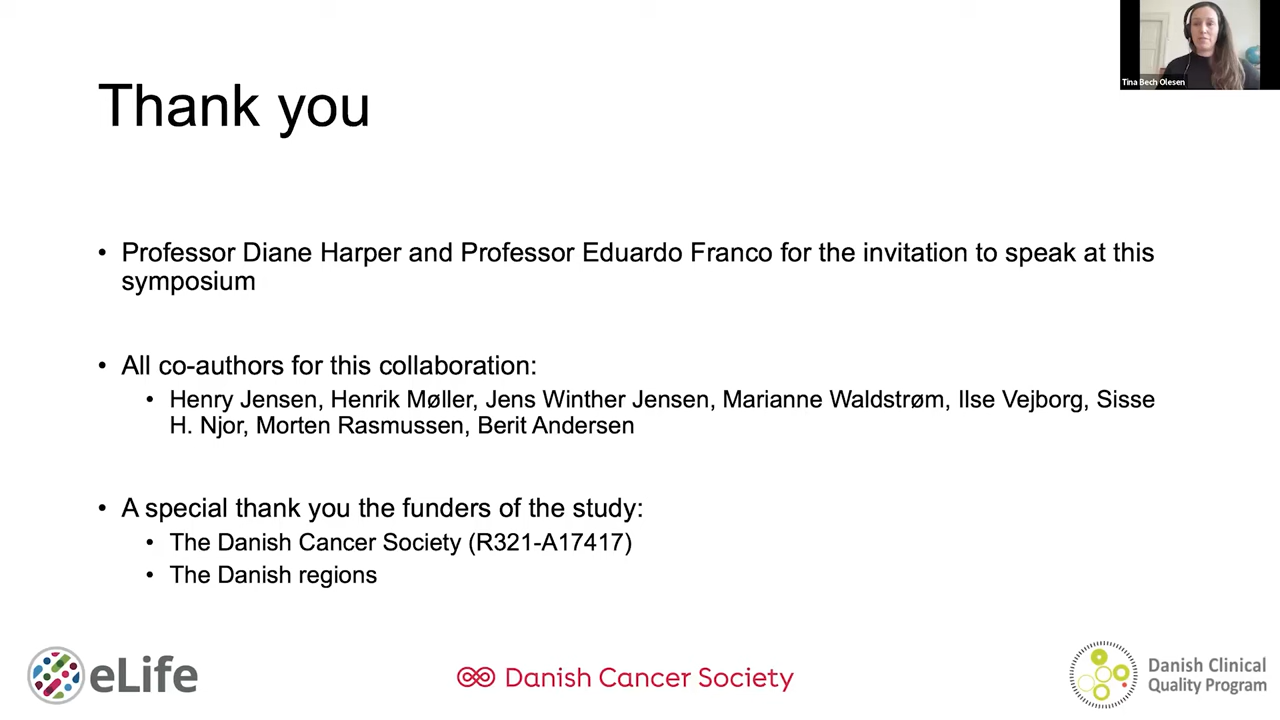 Tina Bech Olesen
Thank you
• Professor Diane Harper and Professor Eduardo Franco for the invitation to speak at this
symposium
• All co-authors for this collaboration:
• Henry Jensen, Henrik Møller, Jens Winther Jensen, Marianne Waldstrøm, Ilse Vejborg, Sisse
H. Njor, Morten Rasmussen, Berit Andersen
• A special thank you the funders of the study:
• The Danish Cancer Society (R321-A17417)
• The Danish regions
eLife
Danish Cancer Society
Danish Clinical
Quality Program